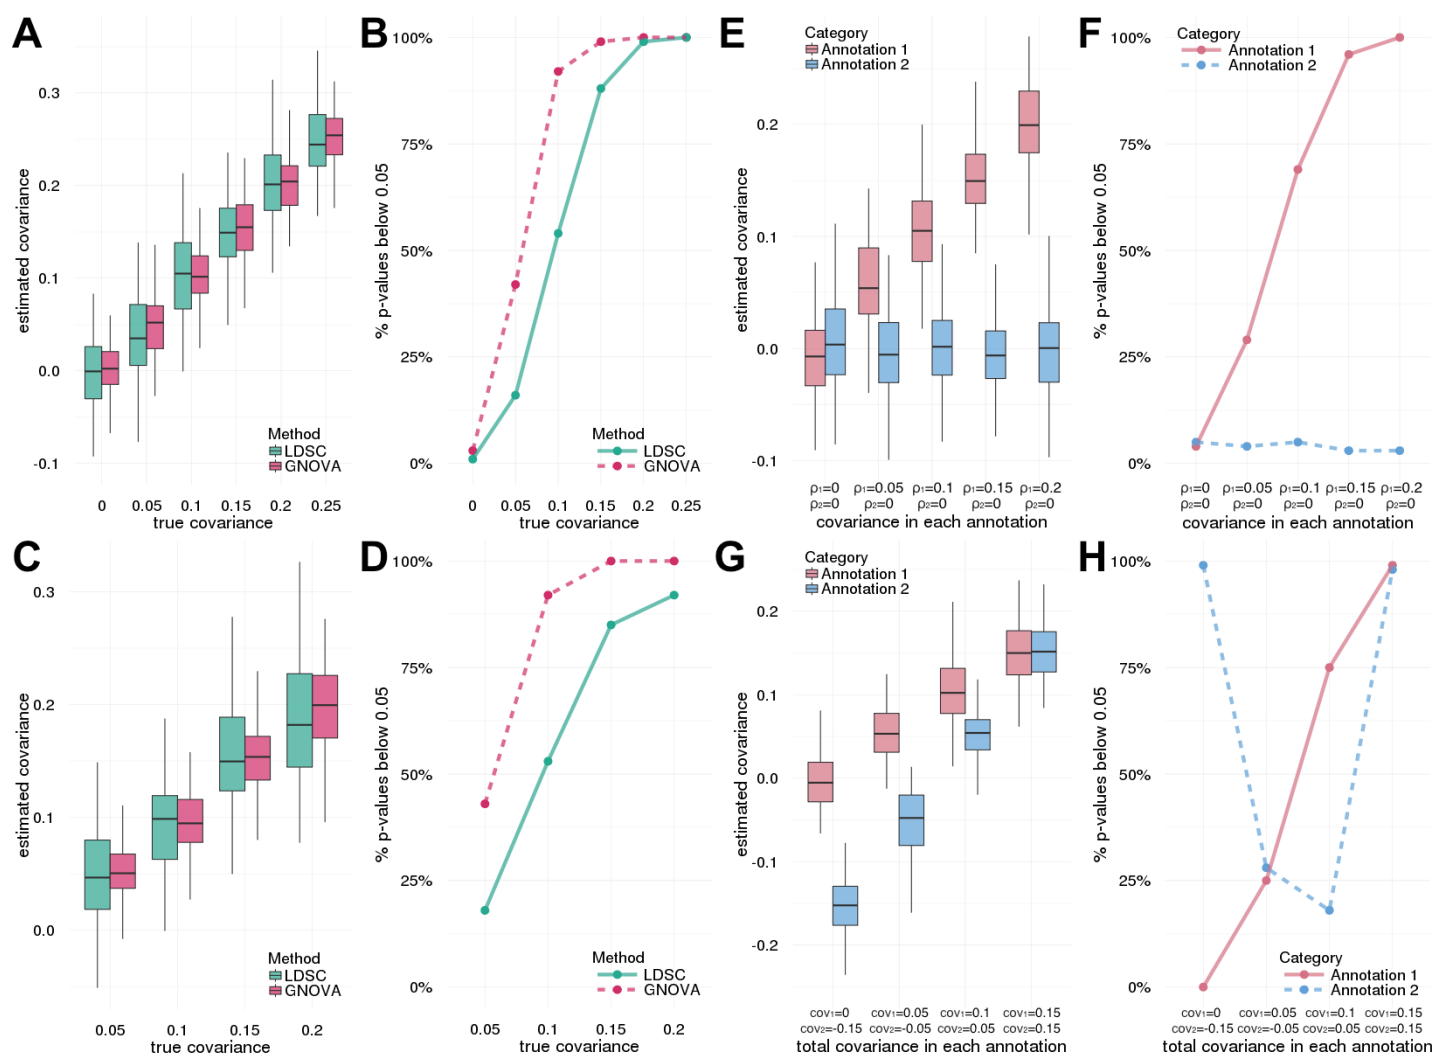 A
0.3
0.2
0.1
0.0
-0.1
estimated covariance
Method
LDSC
GNOVA
0 0.05 0.1 0.15 0.2 0.25
true covariance
B
100%
75%
50%
25%
0%
% p-values below 0.05
Method
LDSC
GNOVA
0 0.05 0.1 0.15 0.2 0.25
true covariance
E
Category
Annotation 1
Annotation 2
0.2
0.1
0.0
-0.1
estimated covariance
ρ₁=0 ρ₁=0.05 ρ₁=0.1 ρ₁=0.15 ρ₁=0.2
ρ₂=0 ρ₂=0 ρ₂=0 ρ₂=0 ρ₂=0
covariance in each annotation
F
Category
Annotation 1
Annotation 2
100%
75%
50%
25%
0%
% p-values below 0.05
ρ₁=0 ρ₁=0.05 ρ₁=0.1 ρ₁=0.15 ρ₁=0.2
ρ₂=0 ρ₂=0 ρ₂=0 ρ₂=0 ρ₂=0
covariance in each annotation
C
0.3
0.2
0.1
0.0
estimated covariance
Method
LDSC
GNOVA
0.05 0.1 0.15 0.2
true covariance
D
100%
75%
50%
25%
0%
% p-values below 0.05
Method
LDSC
GNOVA
0.05 0.1 0.15 0.2
true covariance
G
Category
Annotation 1
Annotation 2
0.2
0.1
0.0
-0.1
-0.2
estimated covariance
cov₁=0 cov₁=0.05 cov₁=0.1 cov₁=0.15
cov₂=-0.15 cov₂=-0.05 cov₂=0.05 cov₂=0.15
total covariance in each annotation
H
100%
75%
50%
25%
0%
% p-values below 0.05
Category
Annotation 1
Annotation 2
cov₁=0 cov₁=0.05 cov₁=0.1 cov₁=0.15
cov₂=-0.15 cov₂=-0.05 cov₂=0.05 cov₂=0.15
total covariance in each annotation